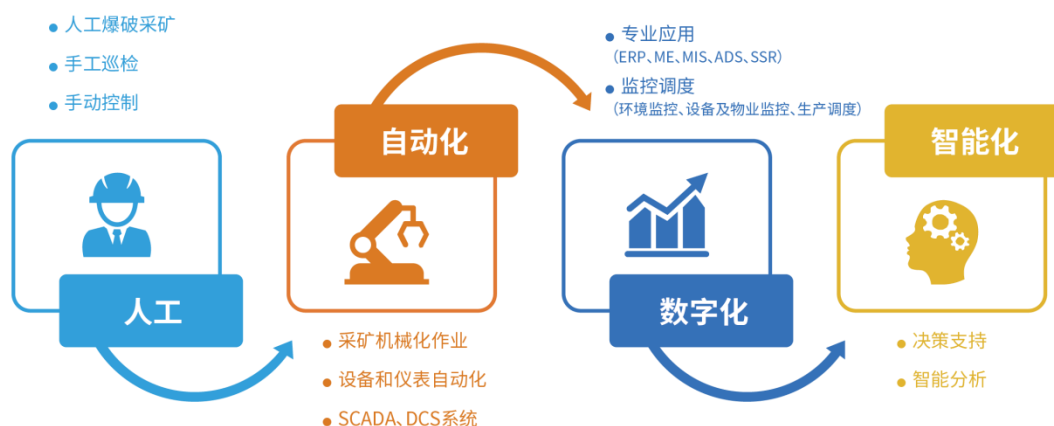 人工爆破采矿
手工巡检
手动控制
人工
自动化
采矿机械化作业
设备和仪表自动化
SCADA、DCS系统
专业应用
（ERP、ME、MIS、ADS、SSR）
监控调度
（环境监控、设备及物业监控、生产调度）
数字化
智能化
决策支持
智能分析